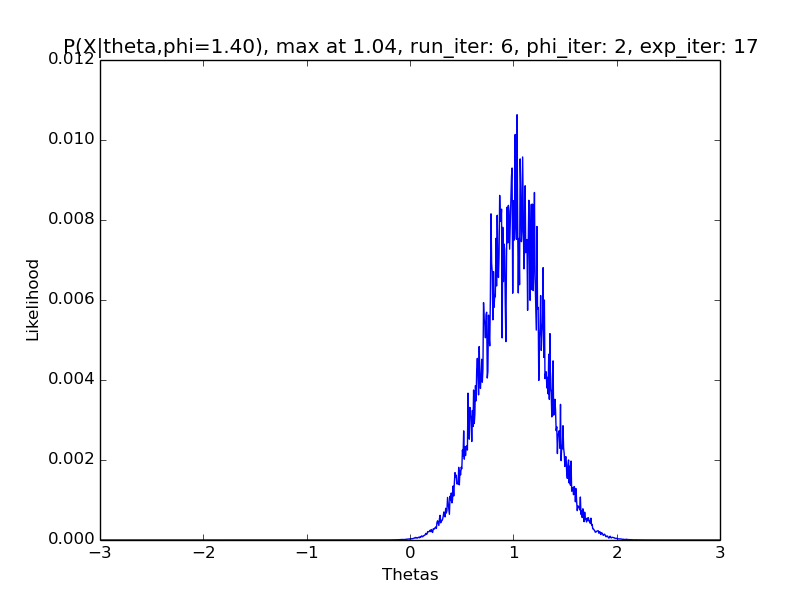 P(X|theta,phi=1.40), max at 1.04, run_iter: 6, phi_iter: 2, exp_iter: 17
0.012
0.010
0.008
0.006
0.004
0.002
0.000
Likelihood
−3 −2 −1 0 1 2 3
Thetas